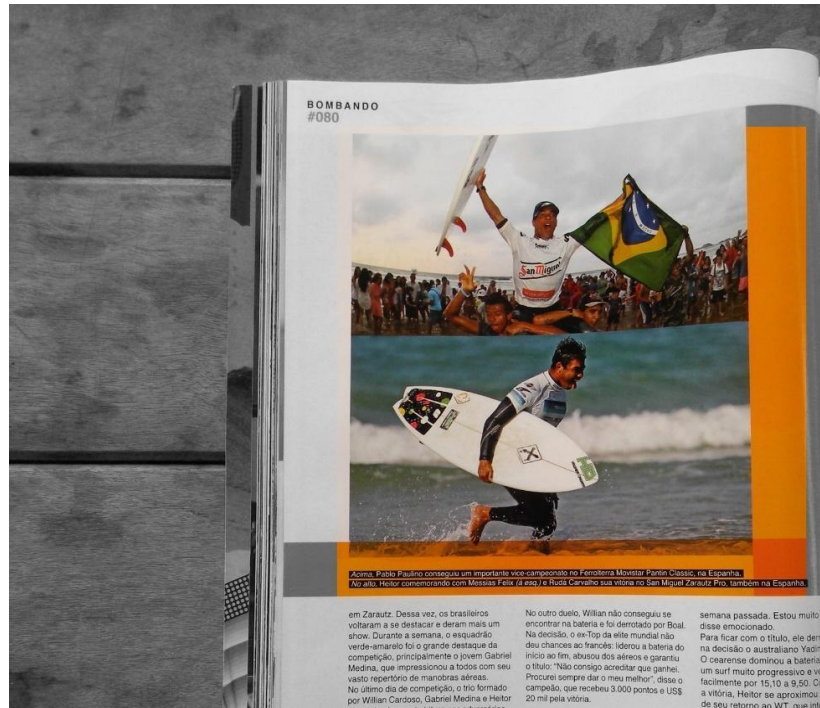 BOMBANDO
#080
San Miguel
Acima, Pablo Paulino conseguiu um importante vice-campeonato no Ferrolterra Movistar Pantin Classic, na Espanha.
No alto, Heitor comemorando com Messias Felix (à esq.) e Rudá Carvalho sua vitória no San Miguel Zarautz Pro, também na Espanha.
em Zarautz. Dessa vez, os brasileiros
voltaram a se destacar e deram mais um
show. Durante a semana, o esquadrão
verde-amarelo foi o grande destaque da
competição, principalmente o jovem Gabriel
Medina, que impressionou a todos com seu
vasto repertório de manobras aéreas.
No último dia de competição, o trio formado
por Willian Cardoso, Gabriel Medina e Heitor
No outro duelo, Willian não conseguiu se
encontrar na bateria e foi derrotado por Boal.
Na decisão, o ex-Top da elite mundial não
deu chances ao francês: liderou a bateria do
início ao fim, abusou dos aéreos e garantiu
o título: "Não consigo acreditar que ganhei.
Procurei sempre dar o meu melhor", disse o
campeão, que recebeu 3.000 pontos e US$
20 mil pela vitória.
semana passada. Estou muito
disse emocionado.
Para ficar com o título, ele
na decisão o australiano
O cearense dominou a bateria
um surf muito progressivo e
facilmente por 15,10 a 9,50.
a vitória, Heitor se aproximou
de seu retorno ao WT, que